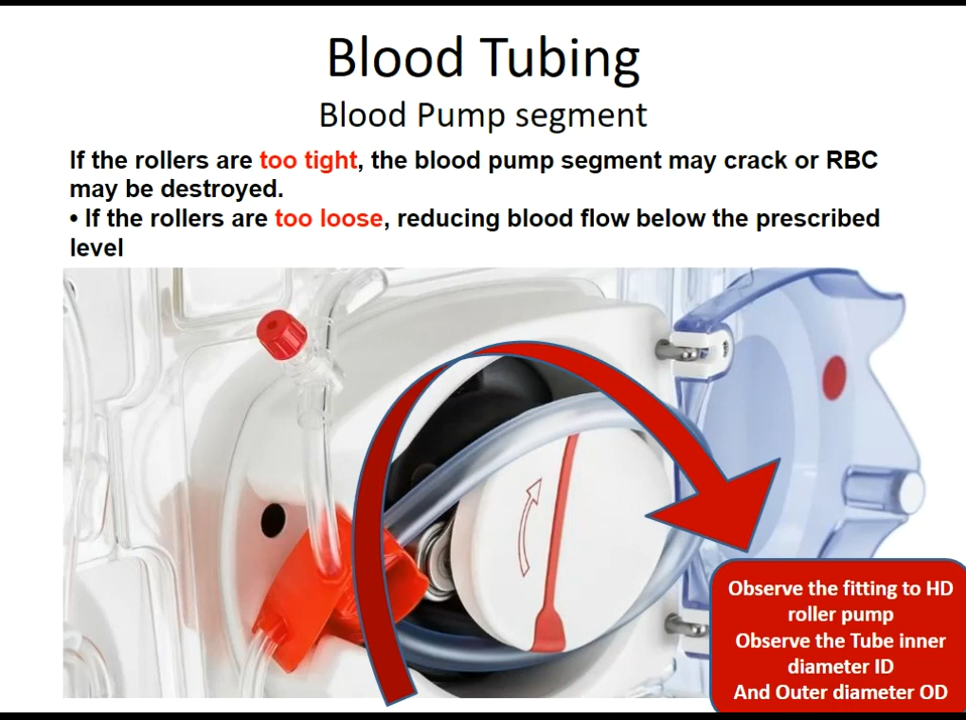 Blood Tubing
Blood Pump segment
If the rollers are too tight, the blood pump segment may crack or RBC
may be destroyed.
• If the rollers are too loose, reducing blood flow below the prescribed
level
Observe the fitting to HD
roller pump
Observe the Tube inner
diameter ID
And Outer diameter OD